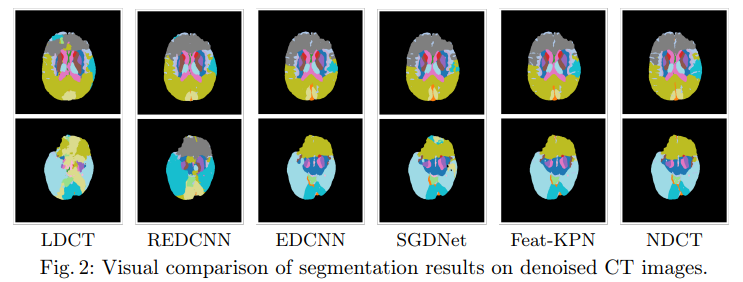 LDCT REDCNN EDCNN SGDNet Feat-KPN NDCT
Fig. 2: Visual comparison of segmentation results on denoised CT images.